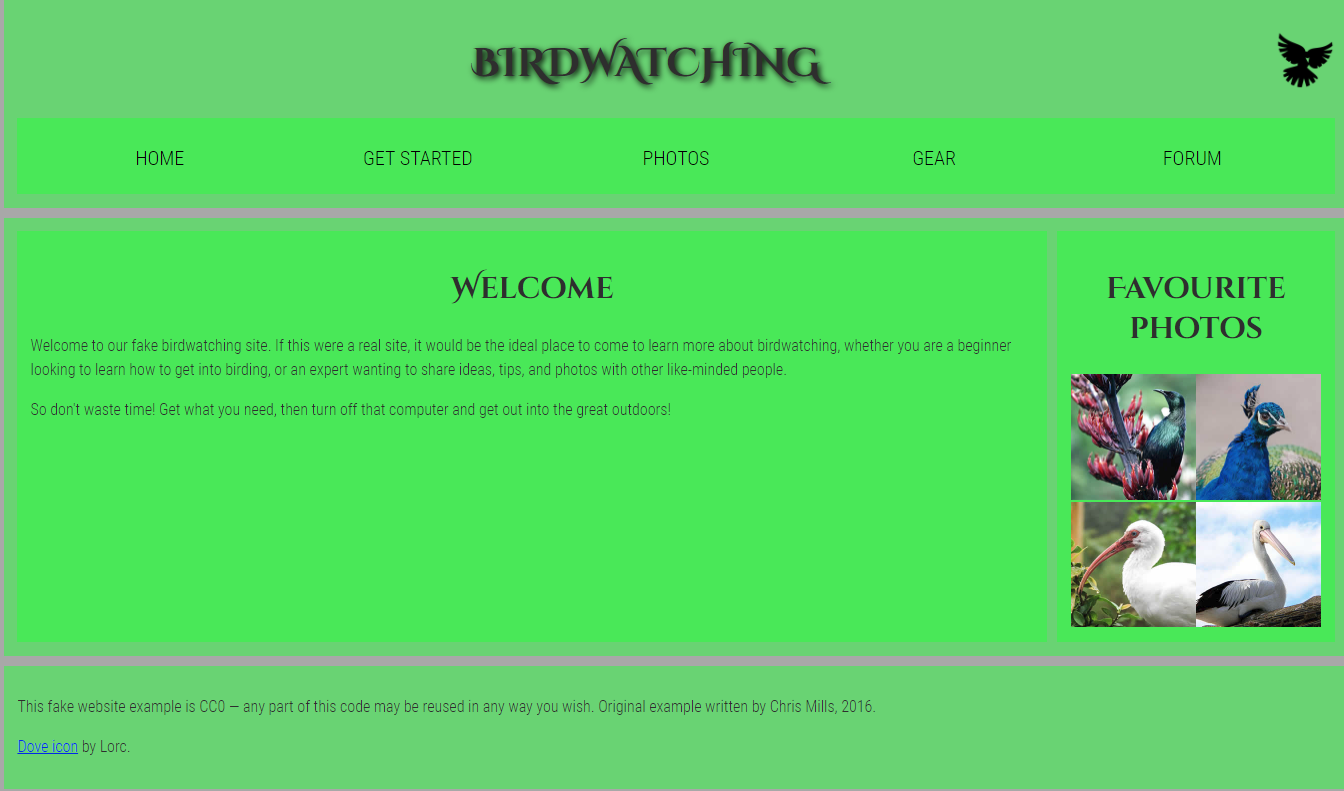 BIRDWATCHING
HOME
GET STARTED
PHOTOS
GEAR
FORUM
Welcome
Welcome to our fake birdwatching site. If this were a real site, it would be the ideal place to come to learn more about birdwatching, whether you are a beginner
looking to learn how to get into birding, or an expert wanting to share ideas, tips, and photos with other like-minded people.
So don't waste time! Get what you need, then turn off that computer and get out into the great outdoors!
Favourite
photos
This fake website example is CC0 — any part of this code may be reused in any way you wish. Original example written by Chris Mills, 2016.
Dove icon by Lorc.